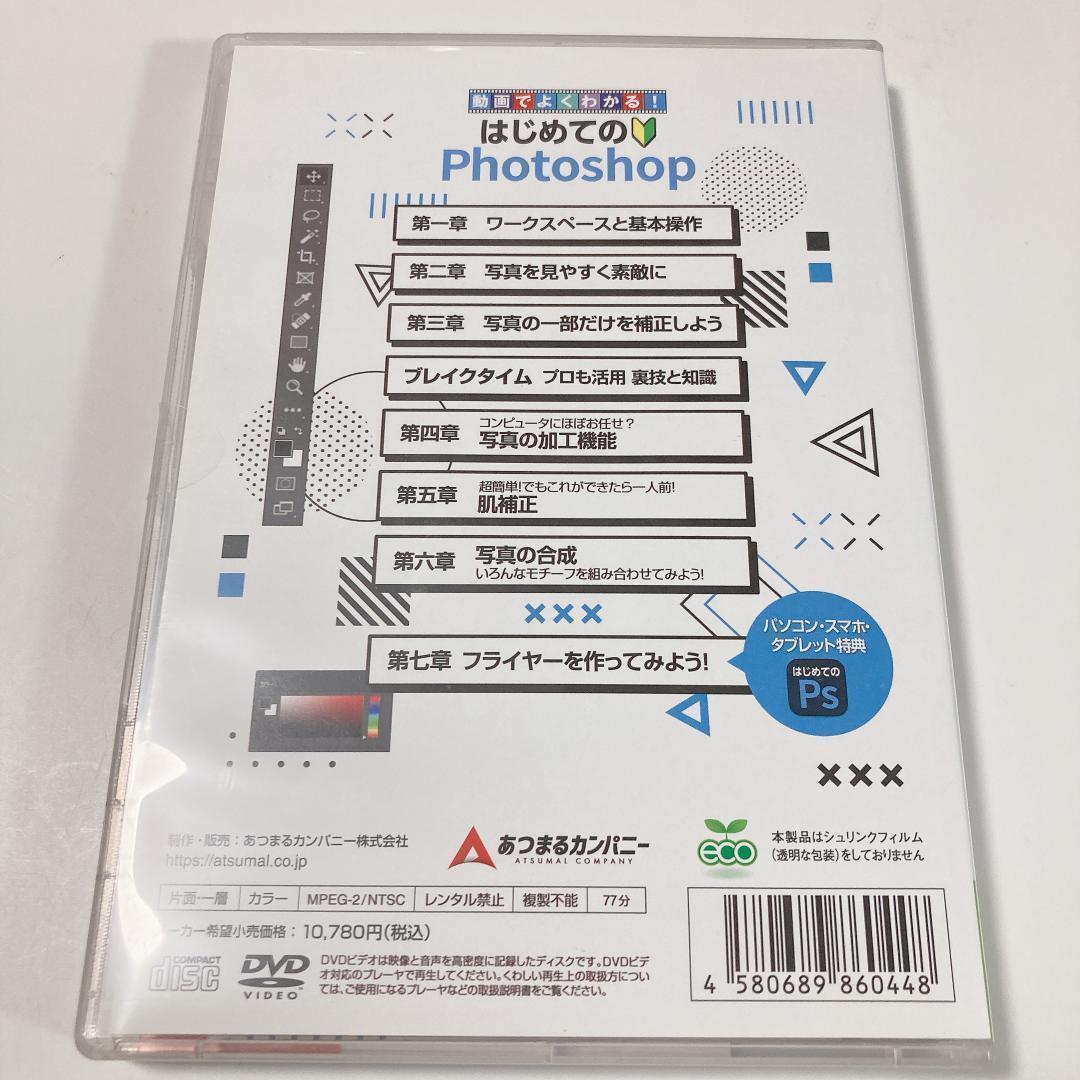 動画でよくわかる!
はじめての
Photoshop
第一章 ワークスペースと基本操作
第二章 写真を見やすく素敵に
第三章 写真の一部だけを補正しよう
ブレイクタイム プロも活用 裏技と知識
コンピュータにほぼお任せ?
第四章 写真の加工機能
超簡単!でもこれができたら一人前!
第五章 肌補正
第六章 写真の合成
いろんなモチーフを組み合わせてみよう!
第七章 フライヤーを作ってみよう!
パソコン・スマホ・
タブレット特典
はじめての
Ps
制作・販売:あつまるカンパニー株式会社
https://atsumal.co.jp
あつまるカンパニー
ATSUMAL COMPANY
eco
本製品はシュリンクフィルム
(透明な包装)をしておりません
片面・一層 カラー MPEG-2/NTSC レンタル禁止 複製不能 77分
ーカー希望小売価格:10,780円(税込)
COMPACT
disc
DVD
VIDEO
DVDビデオは映像と音声を高密度に記録したディスクです。DVDビデ
オ対応のプレーヤで再生してください。くわしい再生上の取扱方につい
ては、ご使用になるプレーヤなどの取扱説明書をご覧ください。
4 580689 860448